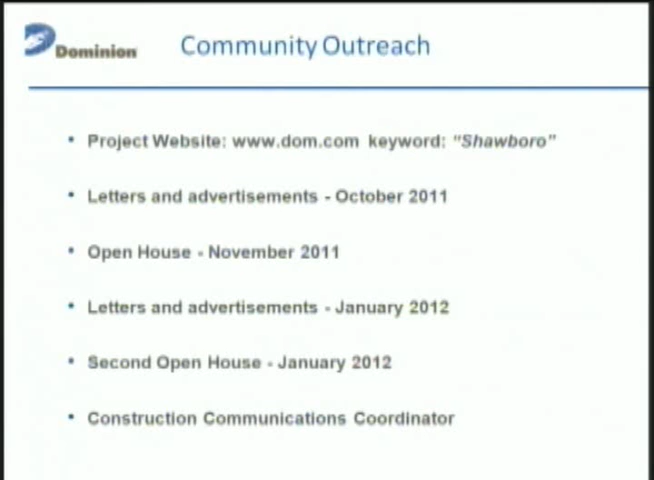 Dominion
Community Outreach
• Project Website: www.dom.com keyword: "Shawboro"
• Letters and advertisements - October 2011
• Open House - November 2011
• Letters and advertisements - January 2012
• Second Open House - January 2012
• Construction Communications Coordinator